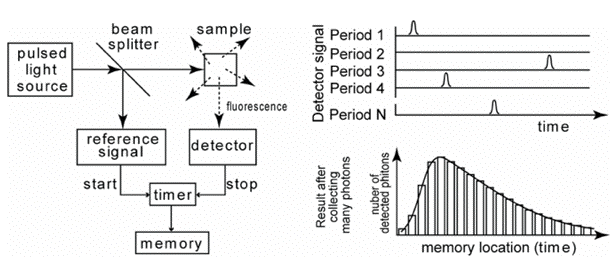 beam
splitter
sample
pulsed
light
source
fluorescence
reference
signal
detector
start
stop
timer
memory
Detector signal
Period 1
Period 2
Period 3
Period 4
Period N
time
Result after
collecting
many photons
nuber of
detected phitons
memory location (time)